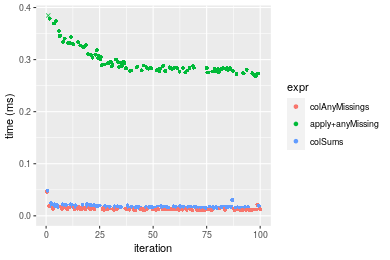 0.4
0.3
0.2
0.1
0.0
time (ms)
0
25
50
75
100
iteration
expr
colAnyMissings
apply+anyMissing
colSums